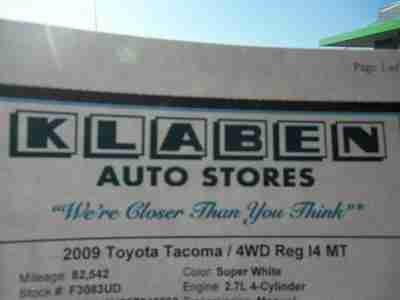 Page 1 of
KLABEN
AUTO STORES
"We're Closer Than You Think"
2009 Toyota Tacoma / 4WD Reg I4 MT
Mileage: 82,542 Color: Super White
Stock #: F3083UD Engine: 2.7L 4-Cylinder